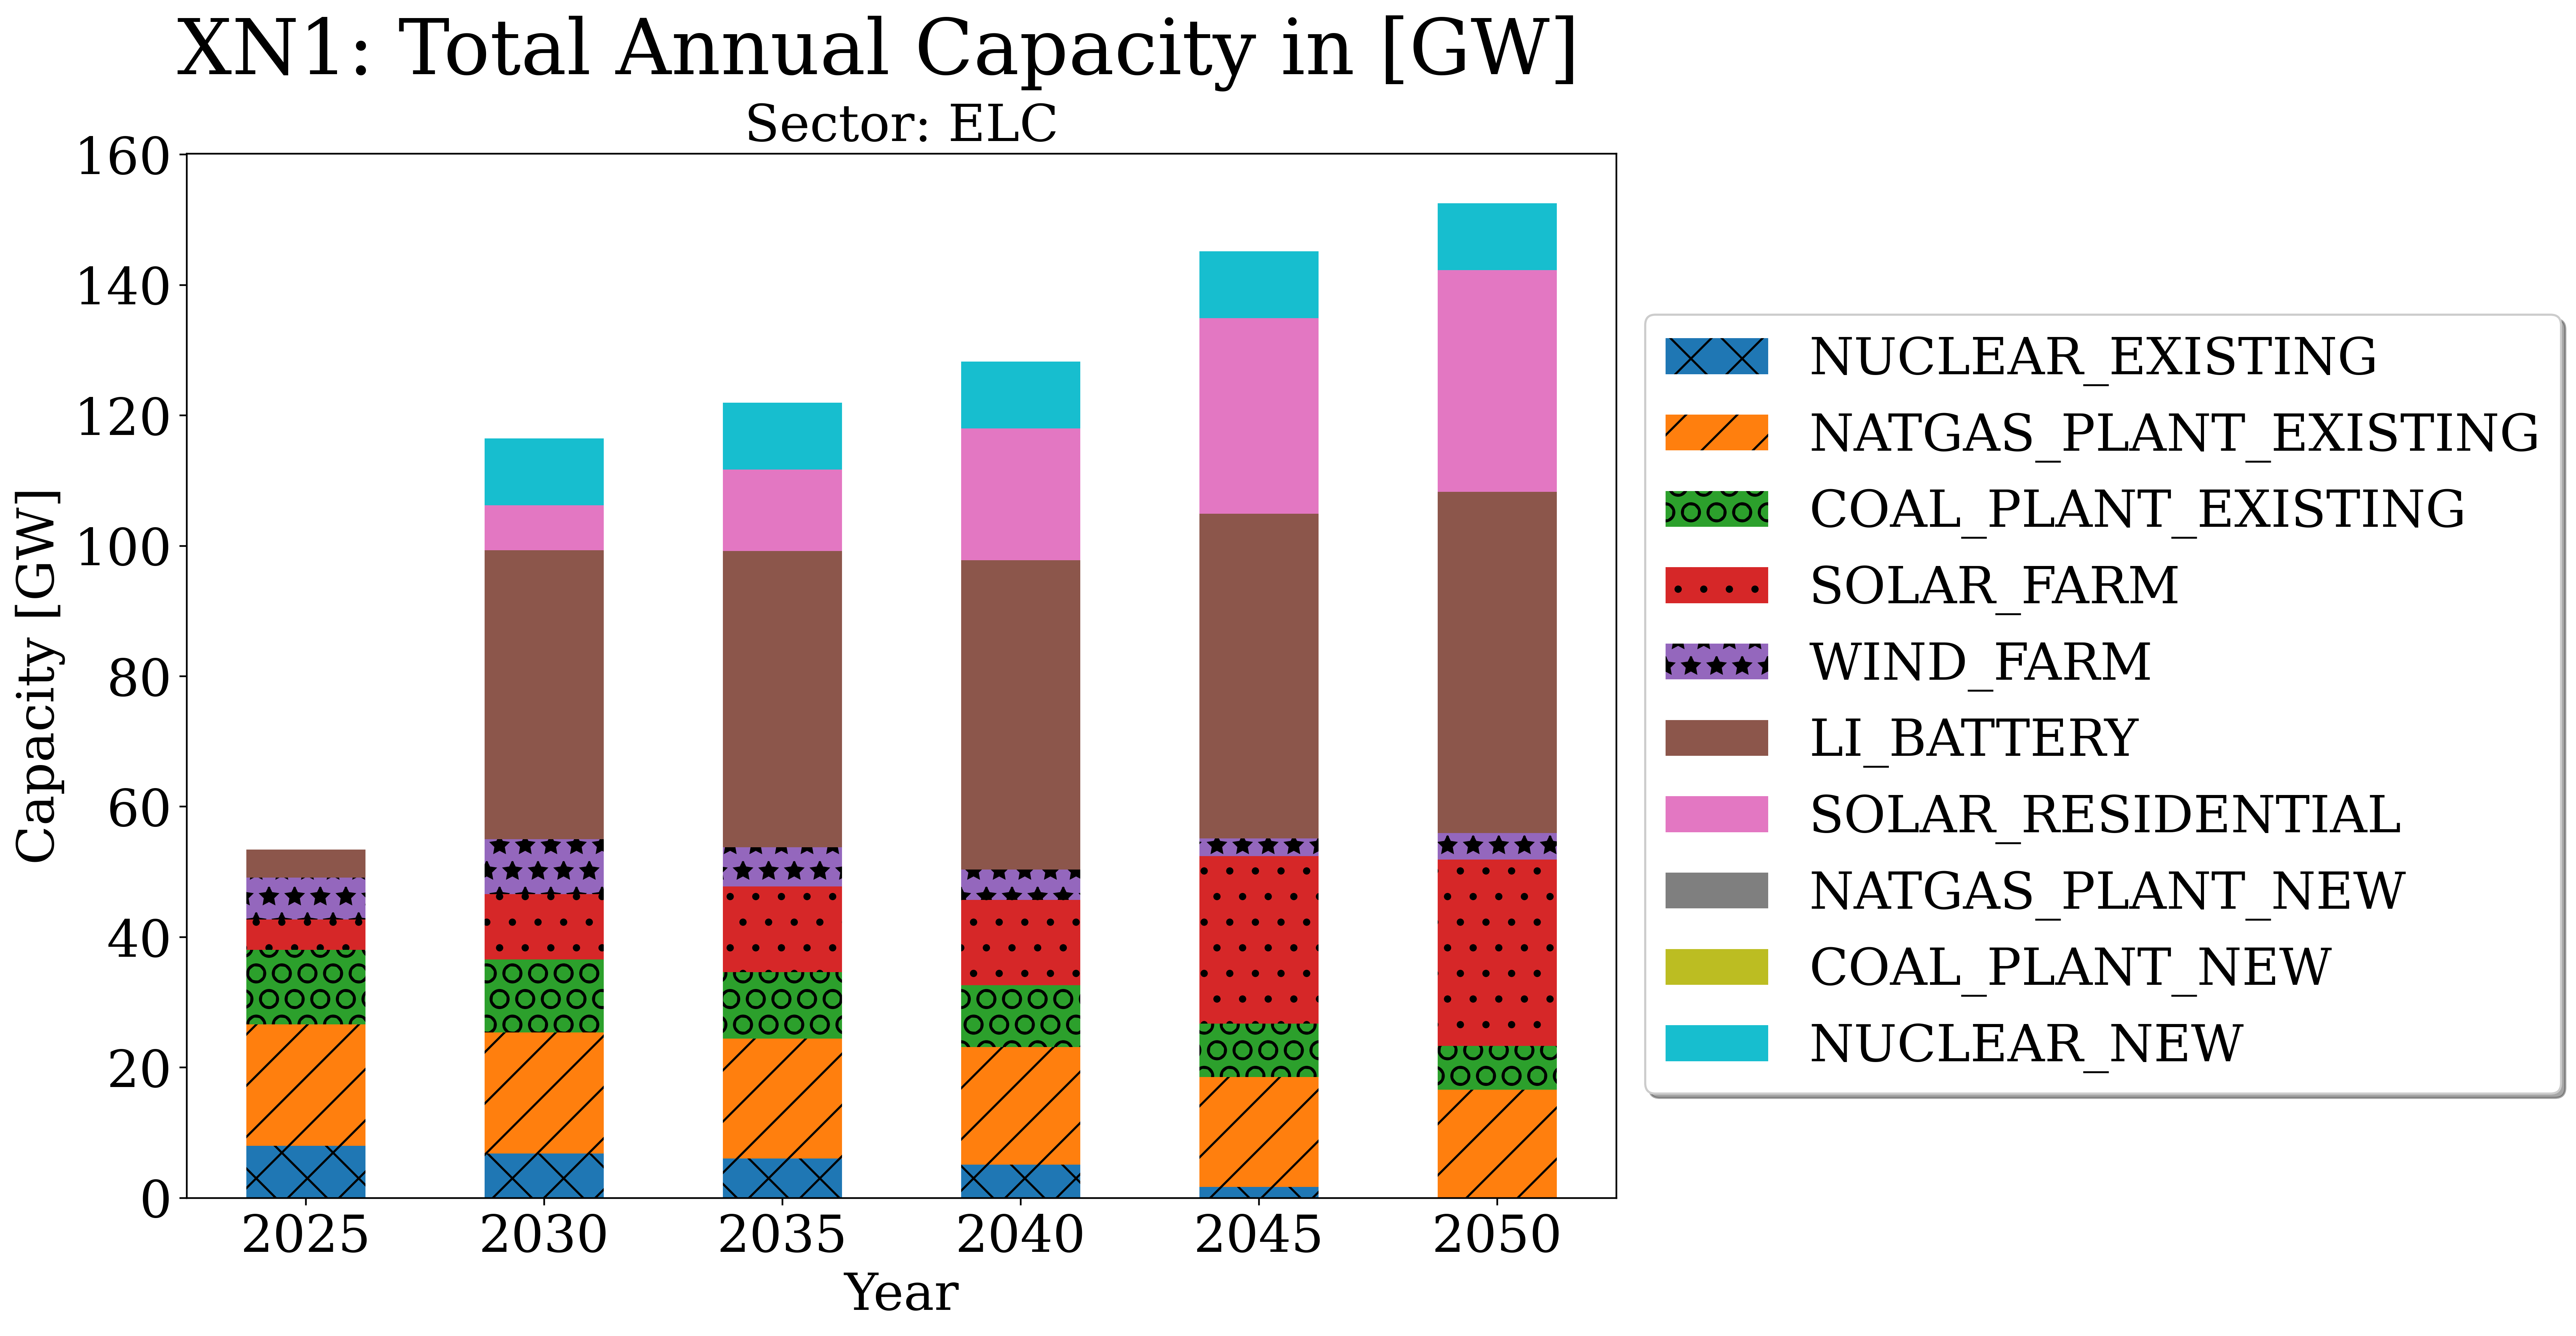 XN1: Total Annual Capacity in [GW]
Sector: ELC
160
140
120
100
80
60
40
20
0
Capacity [GW]
2025 2030 2035 2040 2045 2050
Year
NUCLEAR_EXISTING
NATGAS_PLANT_EXISTING
COAL_PLANT_EXISTING
SOLAR_FARM
WIND_FARM
LI_BATTERY
SOLAR_RESIDENTIAL
NATGAS_PLANT_NEW
COAL_PLANT_NEW
NUCLEAR_NEW